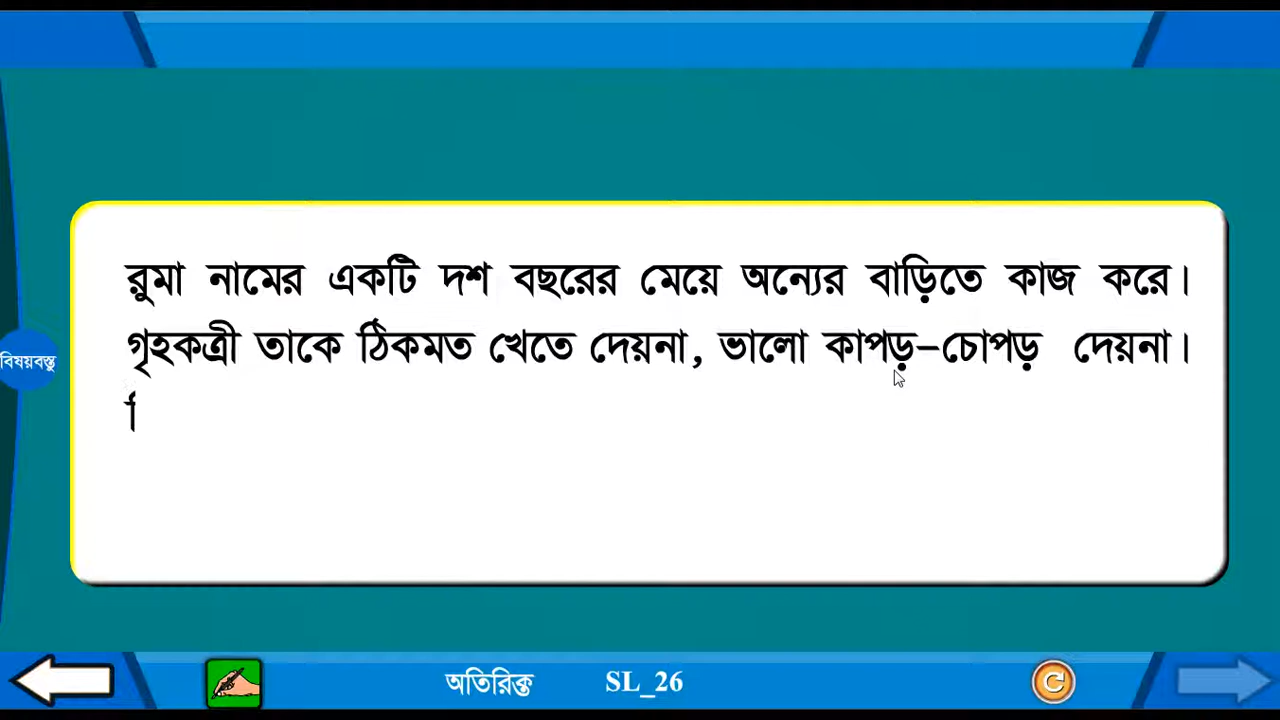 রুমা নামের একটি দশ বছরের মেয়ে অন্যের বাড়িতে কাজ করে।
গৃহকর্ত্রী তাকে ঠিকমত খেতে দেয়না, ভালো কাপড়-চোপড় দেয়না।
বিষয়বস্তু
অতিরিক্ত SL_26